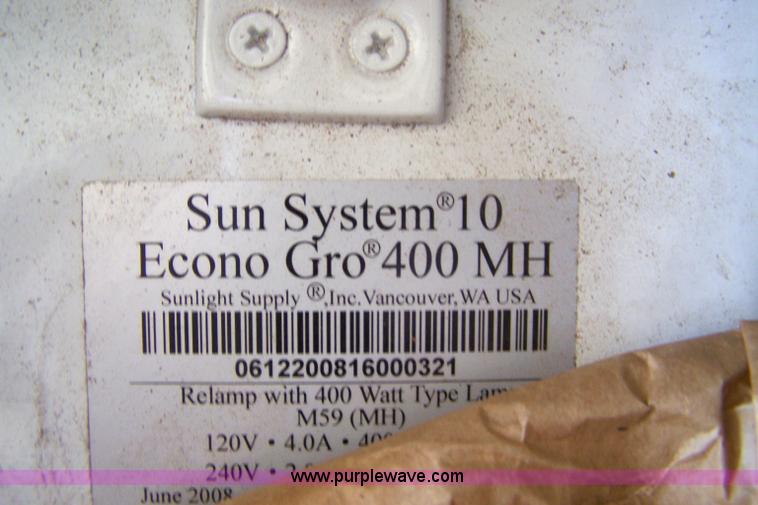 Sun System®10
Econo Gro®400 MH
Sunlight Supply ®,Inc.Vancouver,WA USA
0612200816000321
Relamp with 400 Watt Type
M59 (MH)
120V • 4.0A •
240V •
www.purplewave.com
June 2008